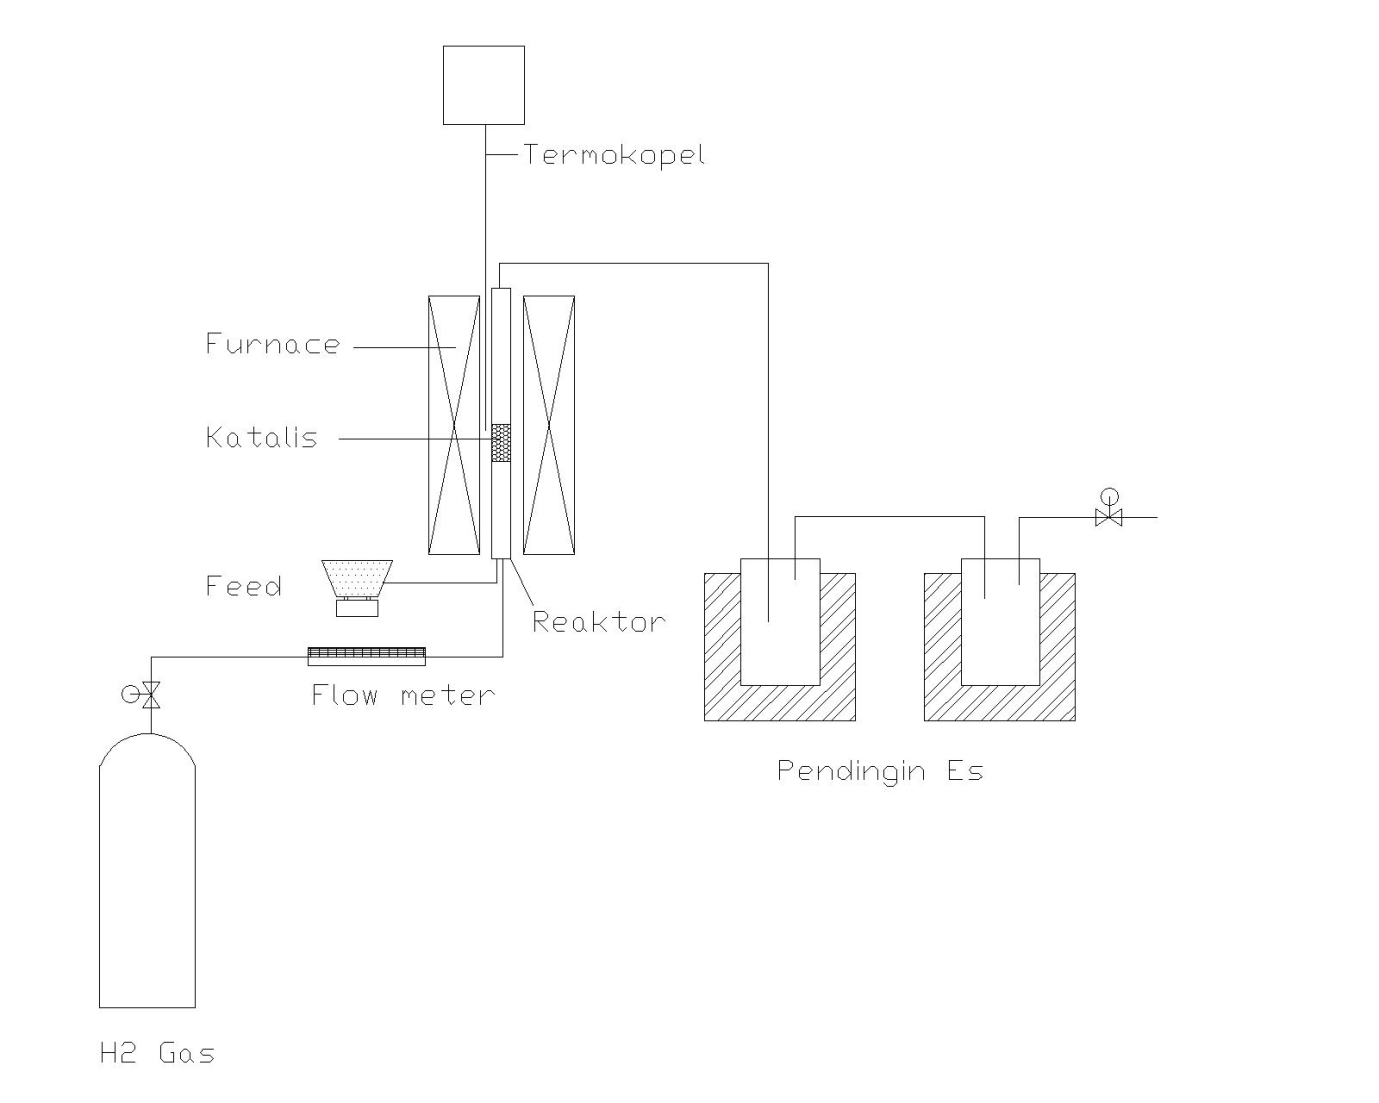 Termokopel
Furnace
Katalis
Feed
Reaktor
Flow meter
Pendingin Es
H2 Gas